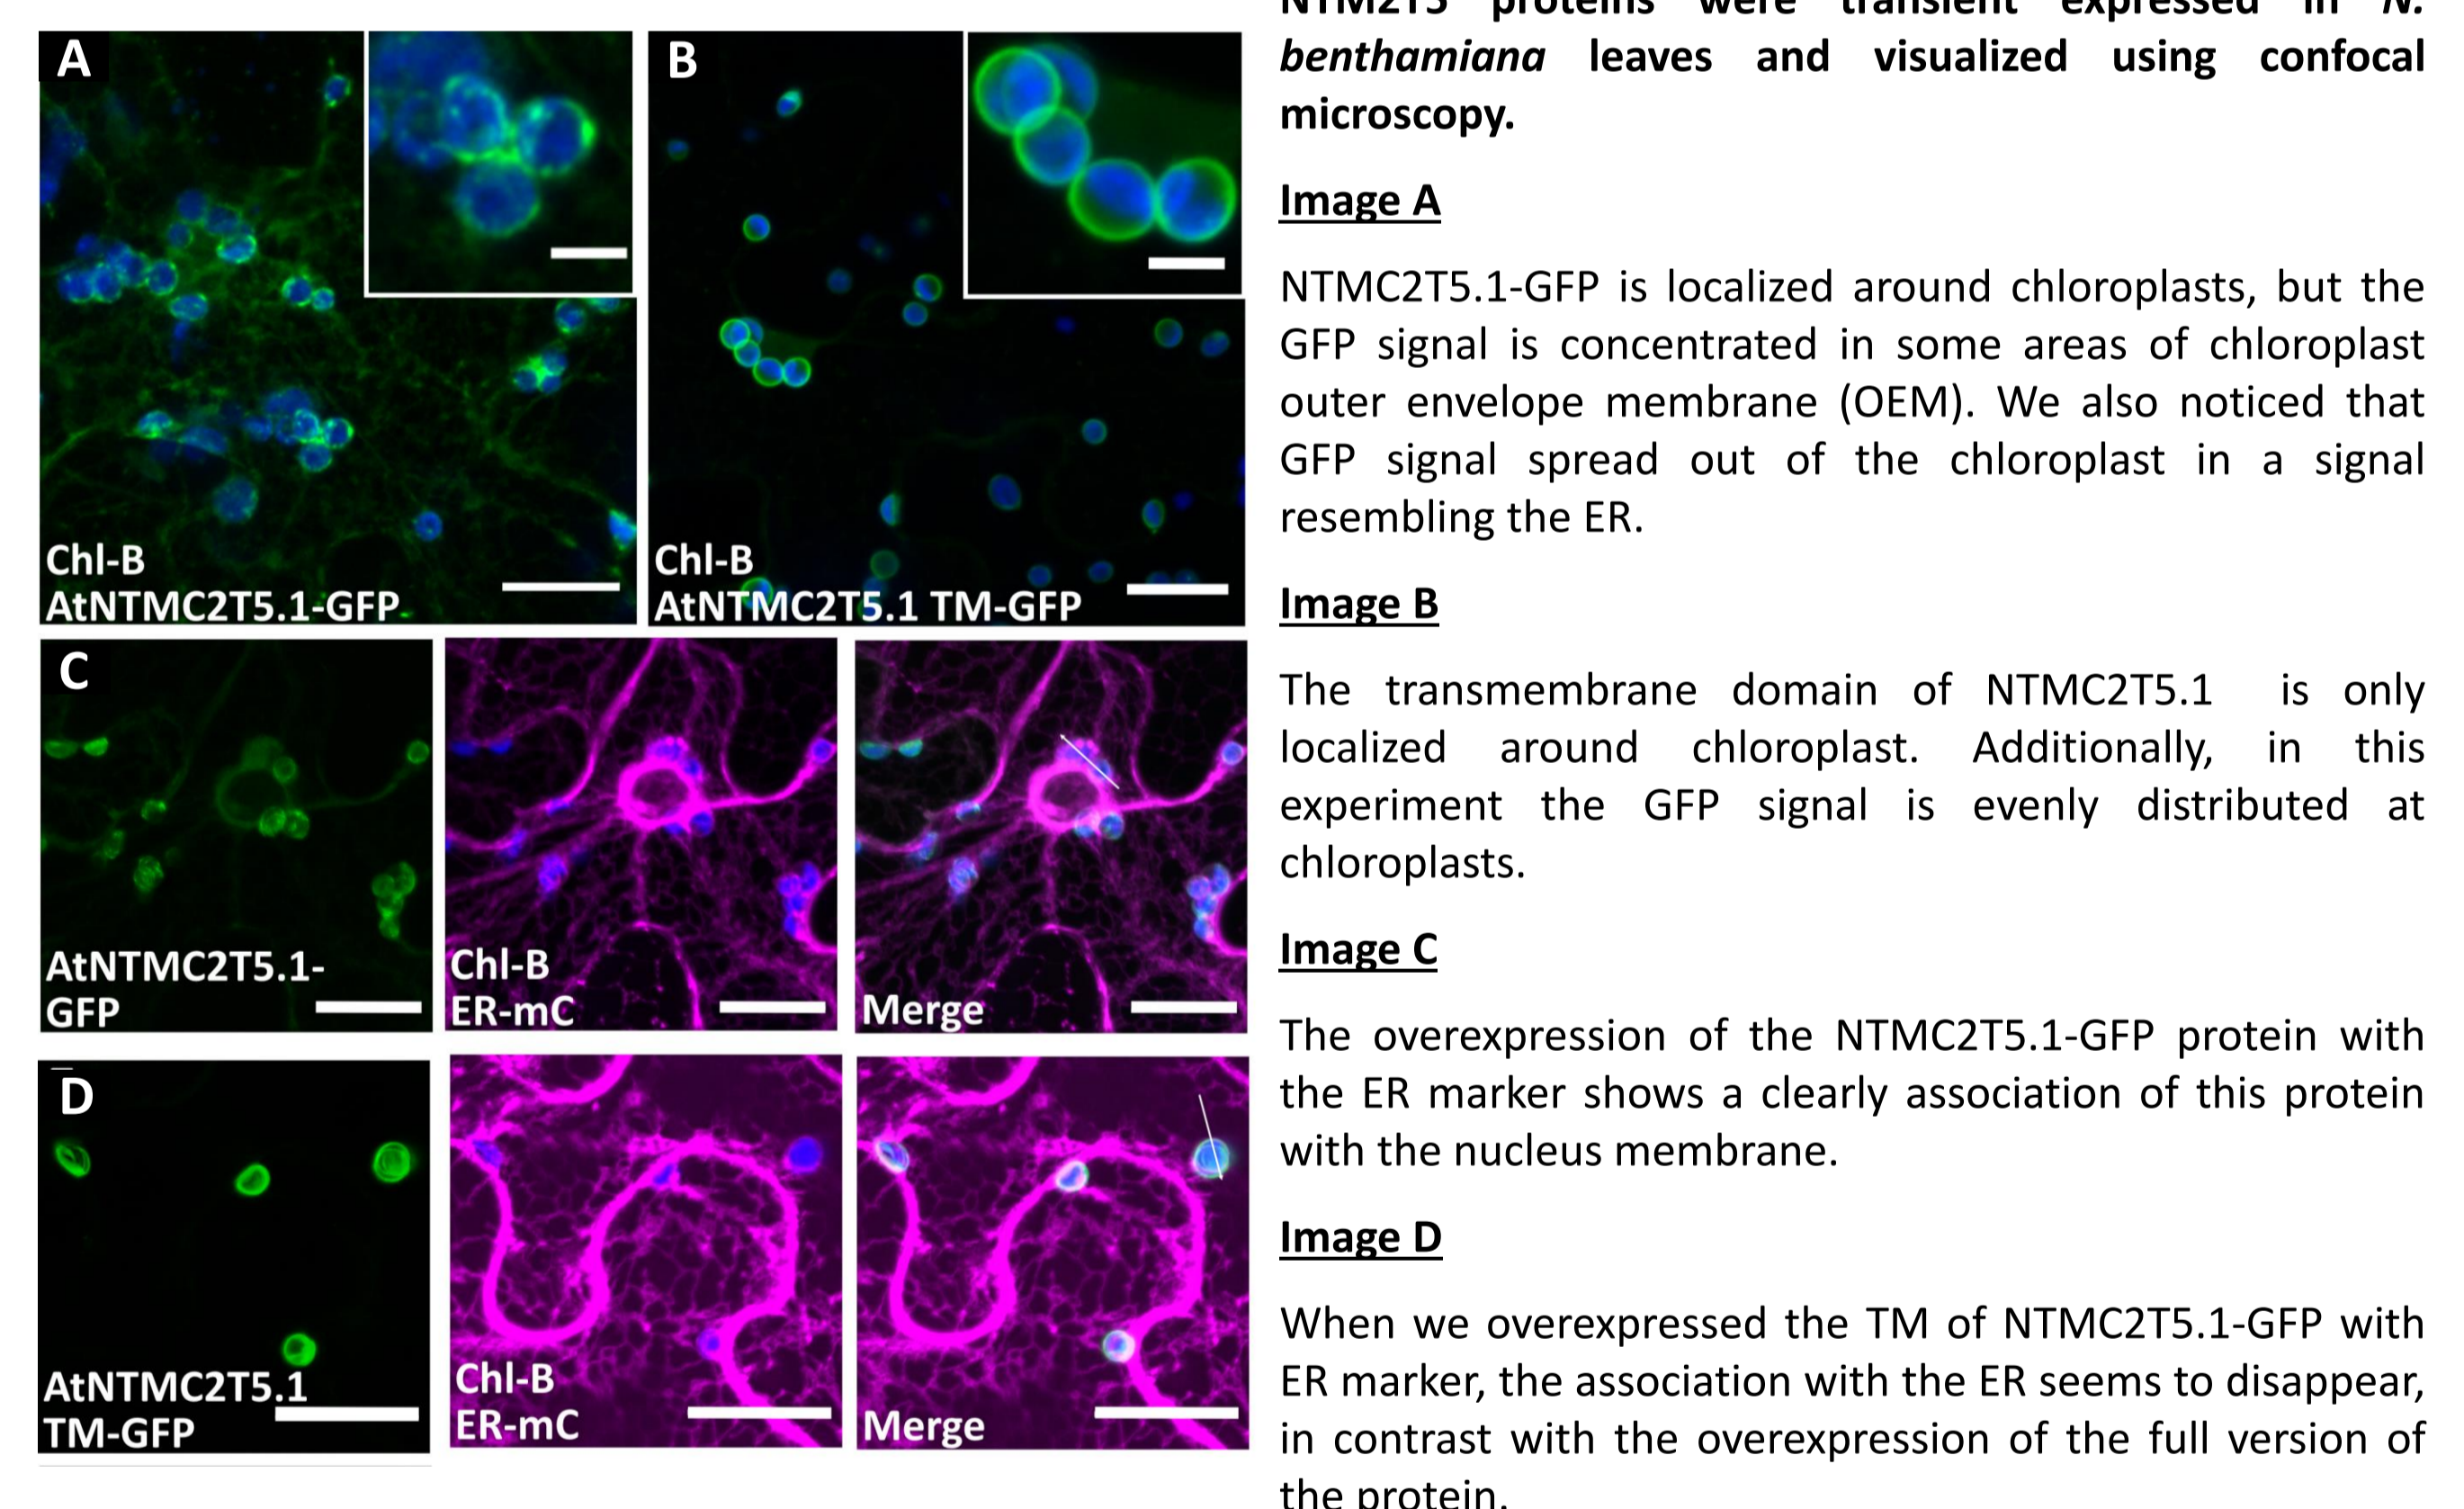 A
Chl-B
AtNTMC2T5.1-GFP
B
Chl-B
AtNTMC2T5.1 TM-GFP
C
AtNTMC2T5.1-
GFP
Chl-B
ER-mC
Merge
D
AtNTMC2T5.1
TM-GFP
Chl-B
ER-mC
Merge
NTM2T5 proteins were transient expressed in N.
benthamiana leaves and visualized using confocal
microscopy.
Image A
NTMC2T5.1-GFP is localized around chloroplasts, but the
GFP signal is concentrated in some areas of chloroplast
outer envelope membrane (OEM). We also noticed that
GFP signal spread out of the chloroplast in a signal
resembling the ER.
Image B
The transmembrane domain of NTMC2T5.1 is only
localized around chloroplast. Additionally, in this
experiment the GFP signal is evenly distributed at
chloroplasts.
Image C
The overexpression of the NTMC2T5.1-GFP protein with
the ER marker shows a clearly association of this protein
with the nucleus membrane.
Image D
When we overexpressed the TM of NTMC2T5.1-GFP with
ER marker, the association with the ER seems to disappear,
in contrast with the overexpression of the full version of
the protein.